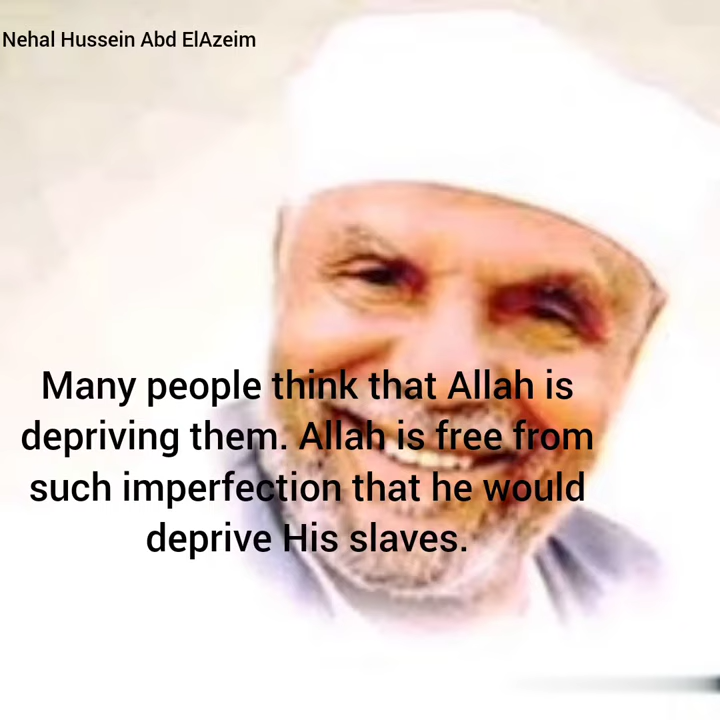 Nehal Hussein Abd ElAzeim
Many people think that Allah is
depriving them. Allah is free from
such imperfection that he would
deprive His slaves.